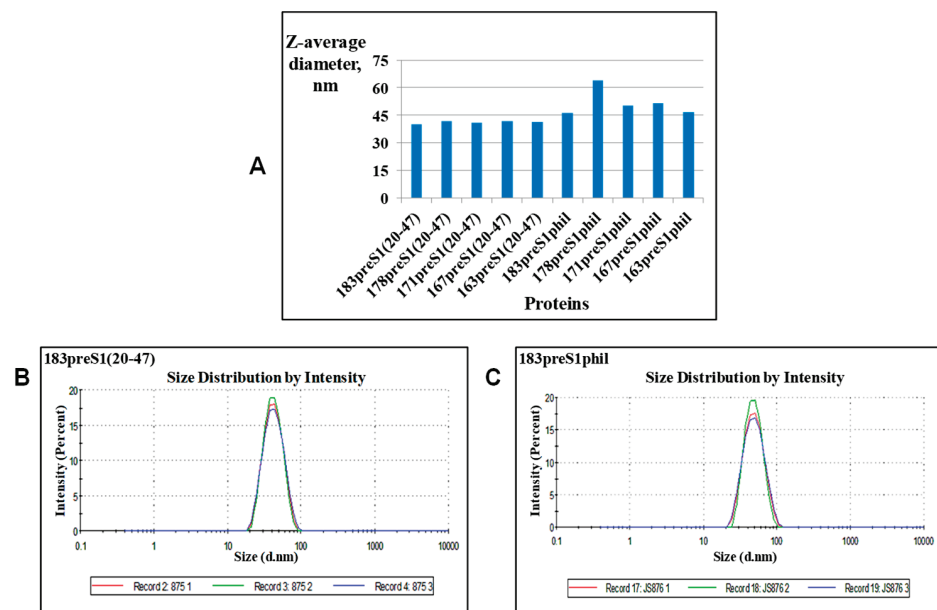 Z-average
diameter,
nm
75
60
45
30
15
0
A
183preS1(20-47)
178preS1(20-47)
171preS1(20-47)
167preS1(20-47)
163preS1(20-47)
183preS1phil
178preS1phil
171preS1phil
167preS1phil
163preS1phil
Proteins
B
183preS1(20-47)
Size Distribution by Intensity
Intensity (Percent)
20
15
10
5
0
0.1 1 10 100 1000 10000
Size (d.nm)
Record 2: 875 1 Record 3: 875 2 Record 4: 875 3
C
183preS1phil
Size Distribution by Intensity
Intensity (Percent)
20
15
10
5
0
0.1 1 10 100 1000 10000
Size (d.nm)
Record 17: JS876 1 Record 18: JS876 2 Record 19: JS876 3